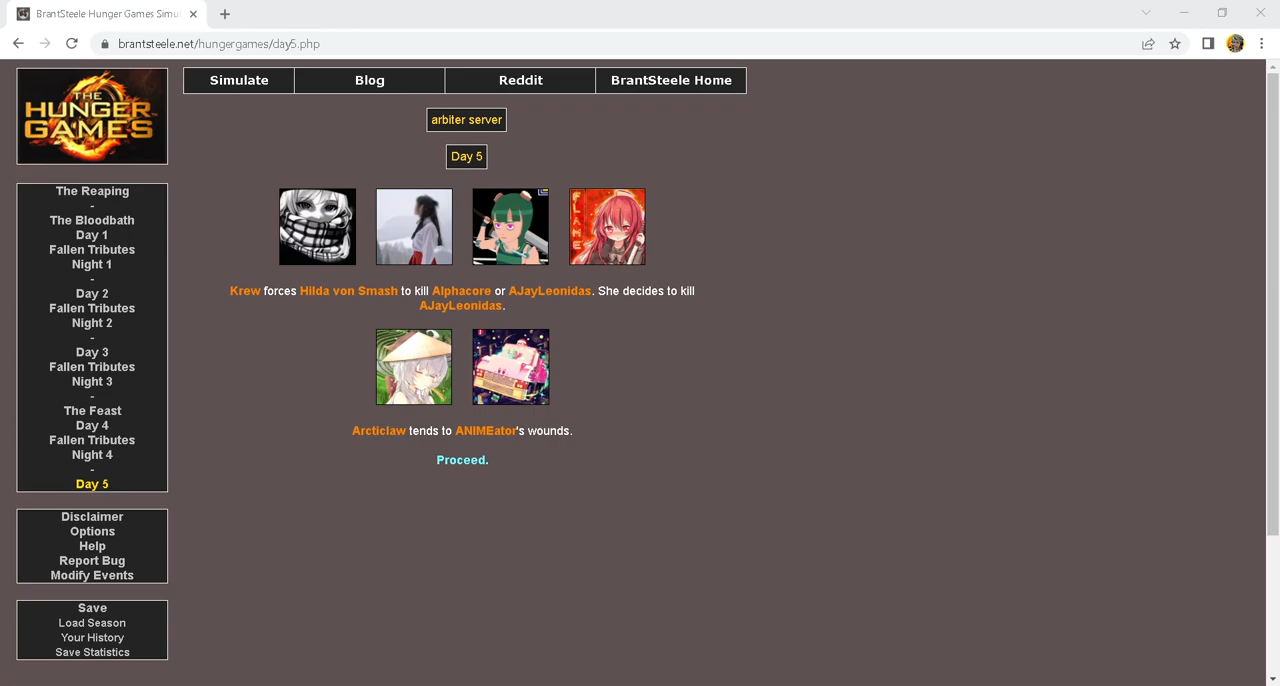 BrantSteele Hunger Games Simu
brantsteele.net/hungergames/day5.php
THE
HUNGER
GAMES
Simulate
Blog
Reddit
BrantSteele Home
arbiter server
Day 5
The Reaping
-
The Bloodbath
Day 1
Fallen Tributes
Night 1
-
Day 2
Fallen Tributes
Night 2
-
Day 3
Fallen Tributes
Night 3
-
The Feast
Day 4
Fallen Tributes
Night 4
-
Day 5
Disclaimer
Options
Help
Report Bug
Modify Events
Save
Load Season
Your History
Save Statistics
FLAME
Krew forces Hilda von Smash to kill Alphacore or AJayLeonidas. She decides to kill
AJayLeonidas.
Arcticlaw tends to ANIMEator's wounds.
Proceed.